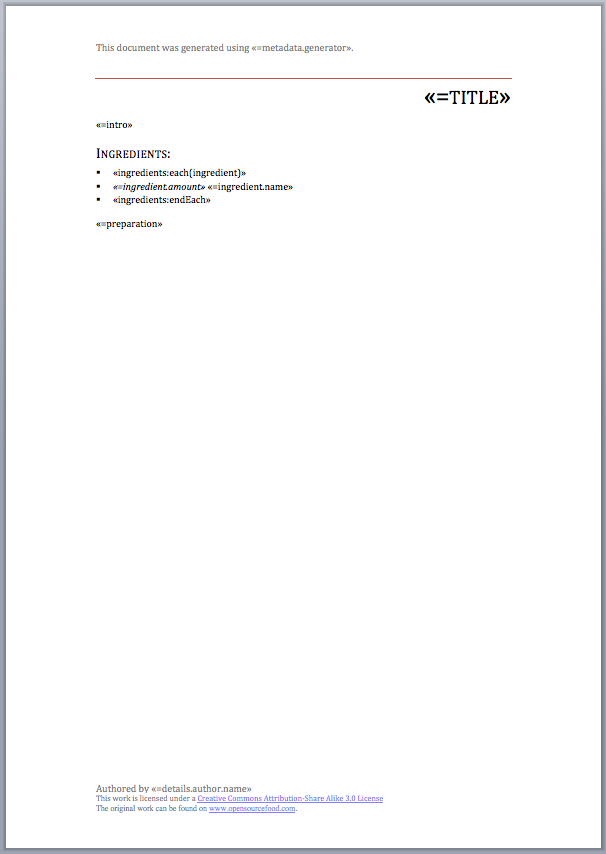 This document was generated using «=metadata.generator».
«=TITLE»
«=intro»
INGREDIENTS:
▪ «ingredients:each(ingredient)»
▪ «=ingredient.amount» «=ingredient.name»
▪ «ingredients:endEach»
«=preparation»
Authored by «=details.author.name»
This work is licensed under a Creative Commons Attribution-Share Alike 3.0 License
The original work can be found on www.opensourcefood.com.